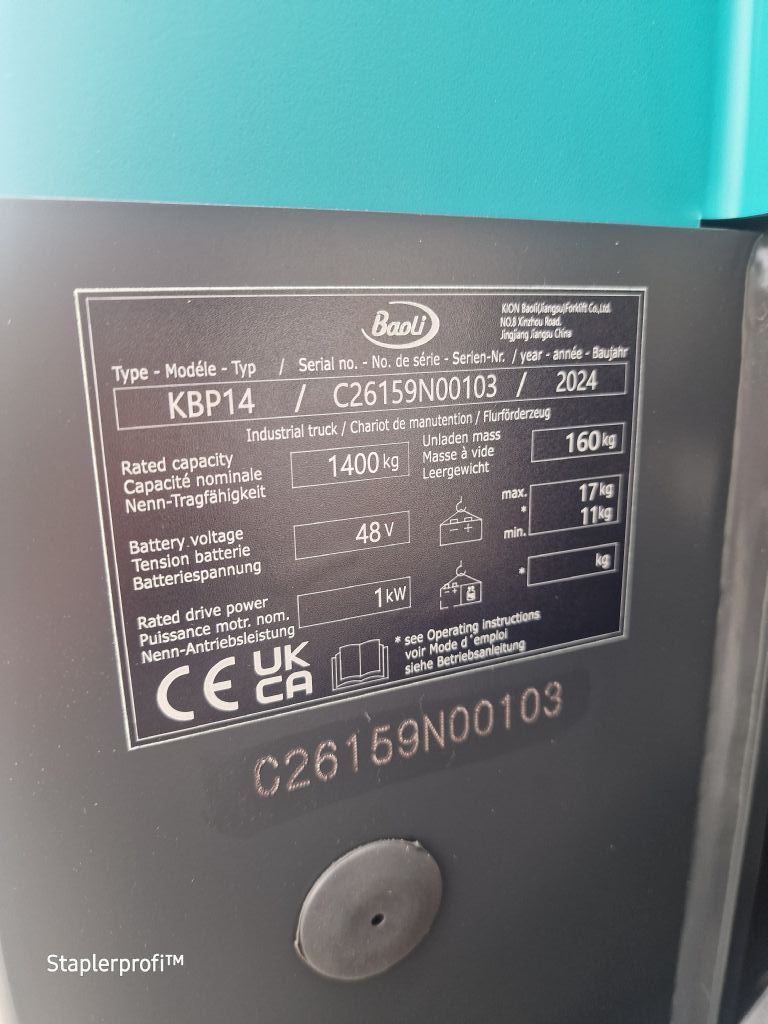 Baoli
KION Baoli(Jiangsu)Forklift Co.,Ltd.
NO.8 Xinzhou Road.
Jingjiang Jiangsu China
Type - Modéle - Typ / Serial no. - No. de série - Serien-Nr. / year - année - Baujahr
KBP14 / C26159N00103 / 2024
Industrial truck / Chariot de manutention / Flurförderzeug
Rated capacity
Capacité nominale
Nenn-Tragfähigkeit
1400 kg
Unladen mass
Masse à vide
Leergewicht
160 kg
Battery voltage
Tension batterie
Batteriespannung
48 V
max. 17 kg
*
min. 11 kg
Rated drive power
Puissance motr. nom.
Nenn-Antriebsleistung
1 kW
* kg
CE UK
CA
* see Operating Instructions
voir Mode d´emploi
siehe Betriebsanleitung
C26159N00103
Staplerprofi™